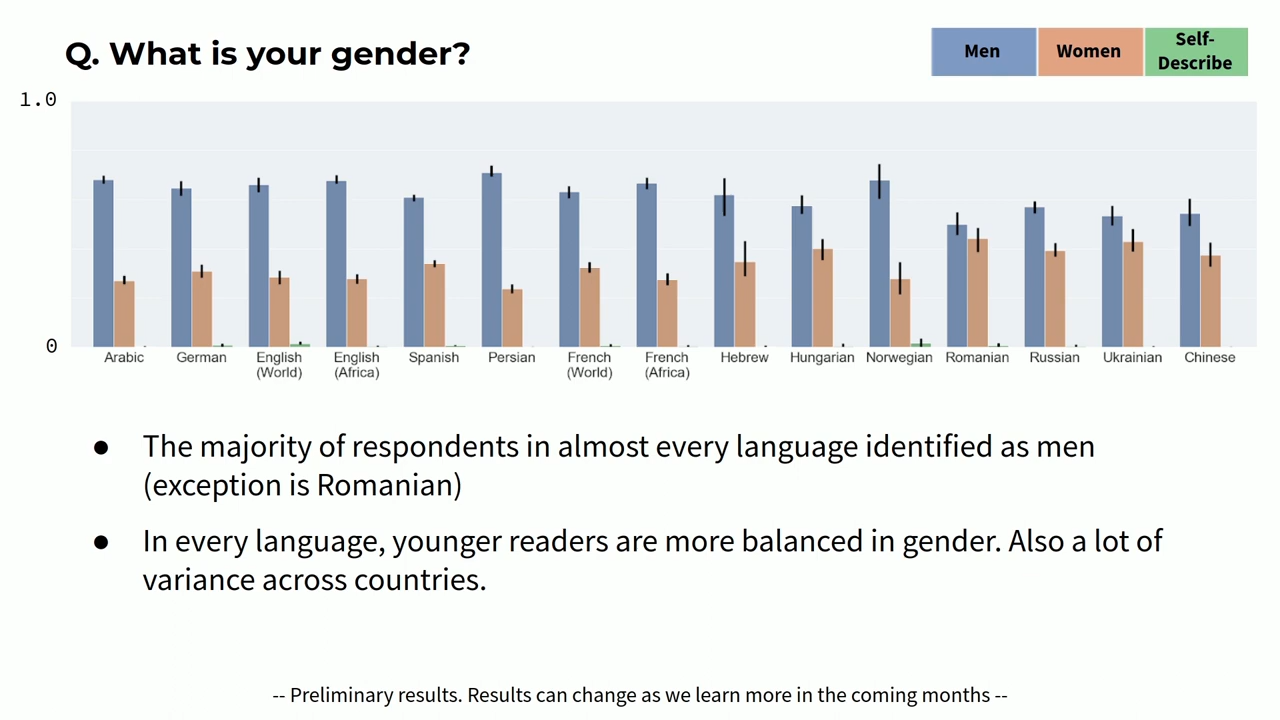 Q. What is your gender?
Men
Women
Self-
Describe
1.0
0
Arabic
German
English
(World)
English
(Africa)
Spanish
Persian
French
(World)
French
(Africa)
Hebrew
Hungarian
Norwegian
Romanian
Russian
Ukrainian
Chinese
● The majority of respondents in almost every language identified as men
(exception is Romanian)
● In every language, younger readers are more balanced in gender. Also a lot of
variance across countries.
-- Preliminary results. Results can change as we learn more in the coming months --